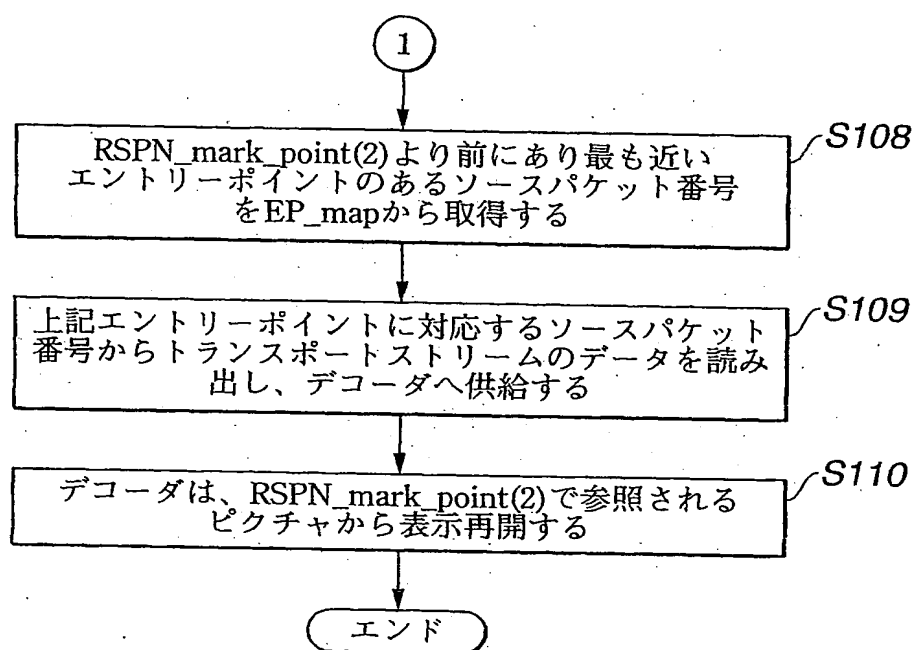 1
RSPN_mark_point(2)より前にあり最も近い
エントリーポイントのあるソースパケット番号
をEP_mapから取得する
S108
上記エントリーポイントに対応するソースパケット
番号からトランスポートストリームのデータを読み
出し、デコーダへ供給する
S109
デコーダは、RSPN_mark_point(2)で参照される
ピクチャから表示再開する
S110
エンド